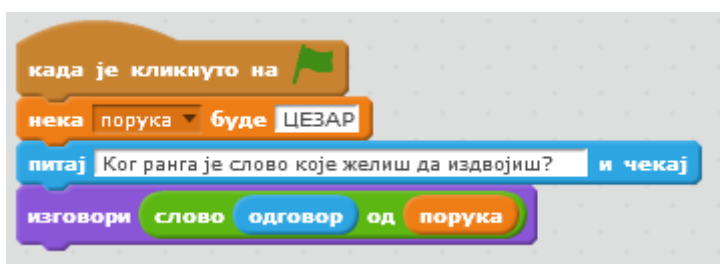 када је кликнуто на
нека порука буде ЦЕЗАР
питај Ког ранга је слово које желиш да издвојиш? и чекај
изговори слово одговор од порука